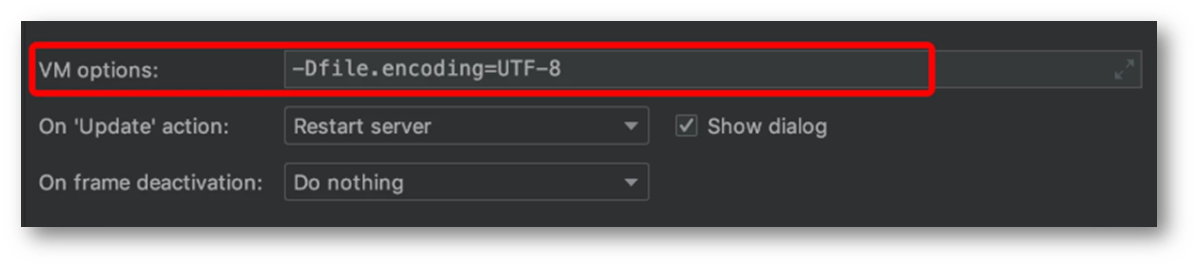 VM options: -Dfile.encoding=UTF-8
On 'Update' action: Restart server Show dialog
On frame deactivation: Do nothing